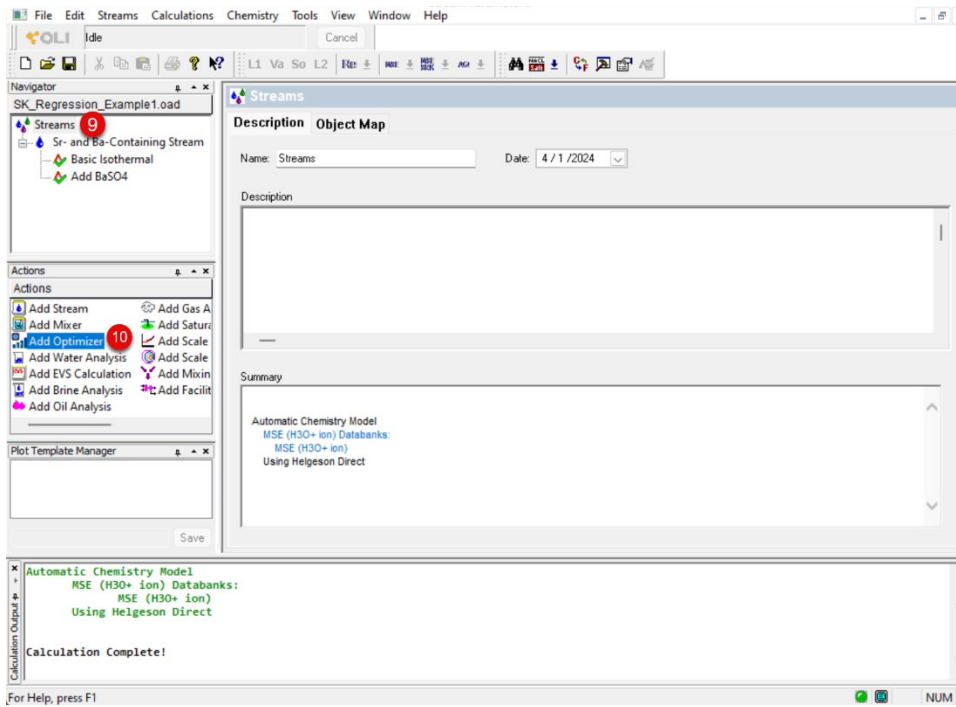 File Edit Streams Calculations Chemistry Tools View Window Help
OLI Idle Cancel
L1 Va So L2
Navigator
SK_Regression_Example1.oad
Streams 9
Sr- and Ba-Containing Stream
Basic Isothermal
Add BaSO4
Streams
Description Object Map
Name: Streams Date: 4 / 1 /2024
Description
Actions
Actions
Add Stream Add Gas A
Add Mixer Add Satura
Add Optimizer 10 Add Scale
Add Water Analysis Add Scale
Add EVS Calculation Add Mixin
Add Brine Analysis Add Facilit
Add Oil Analysis
Summary
Automatic Chemistry Model
MSE (H3O+ ion) Databanks:
MSE (H3O+ ion)
Using Helgeson Direct
Plot Template Manager
Save
Calculation Output
Automatic Chemistry Model
MSE (H3O+ ion) Databanks:
MSE (H3O+ ion)
Using Helgeson Direct
Calculation Complete!
For Help, press F1 NUM